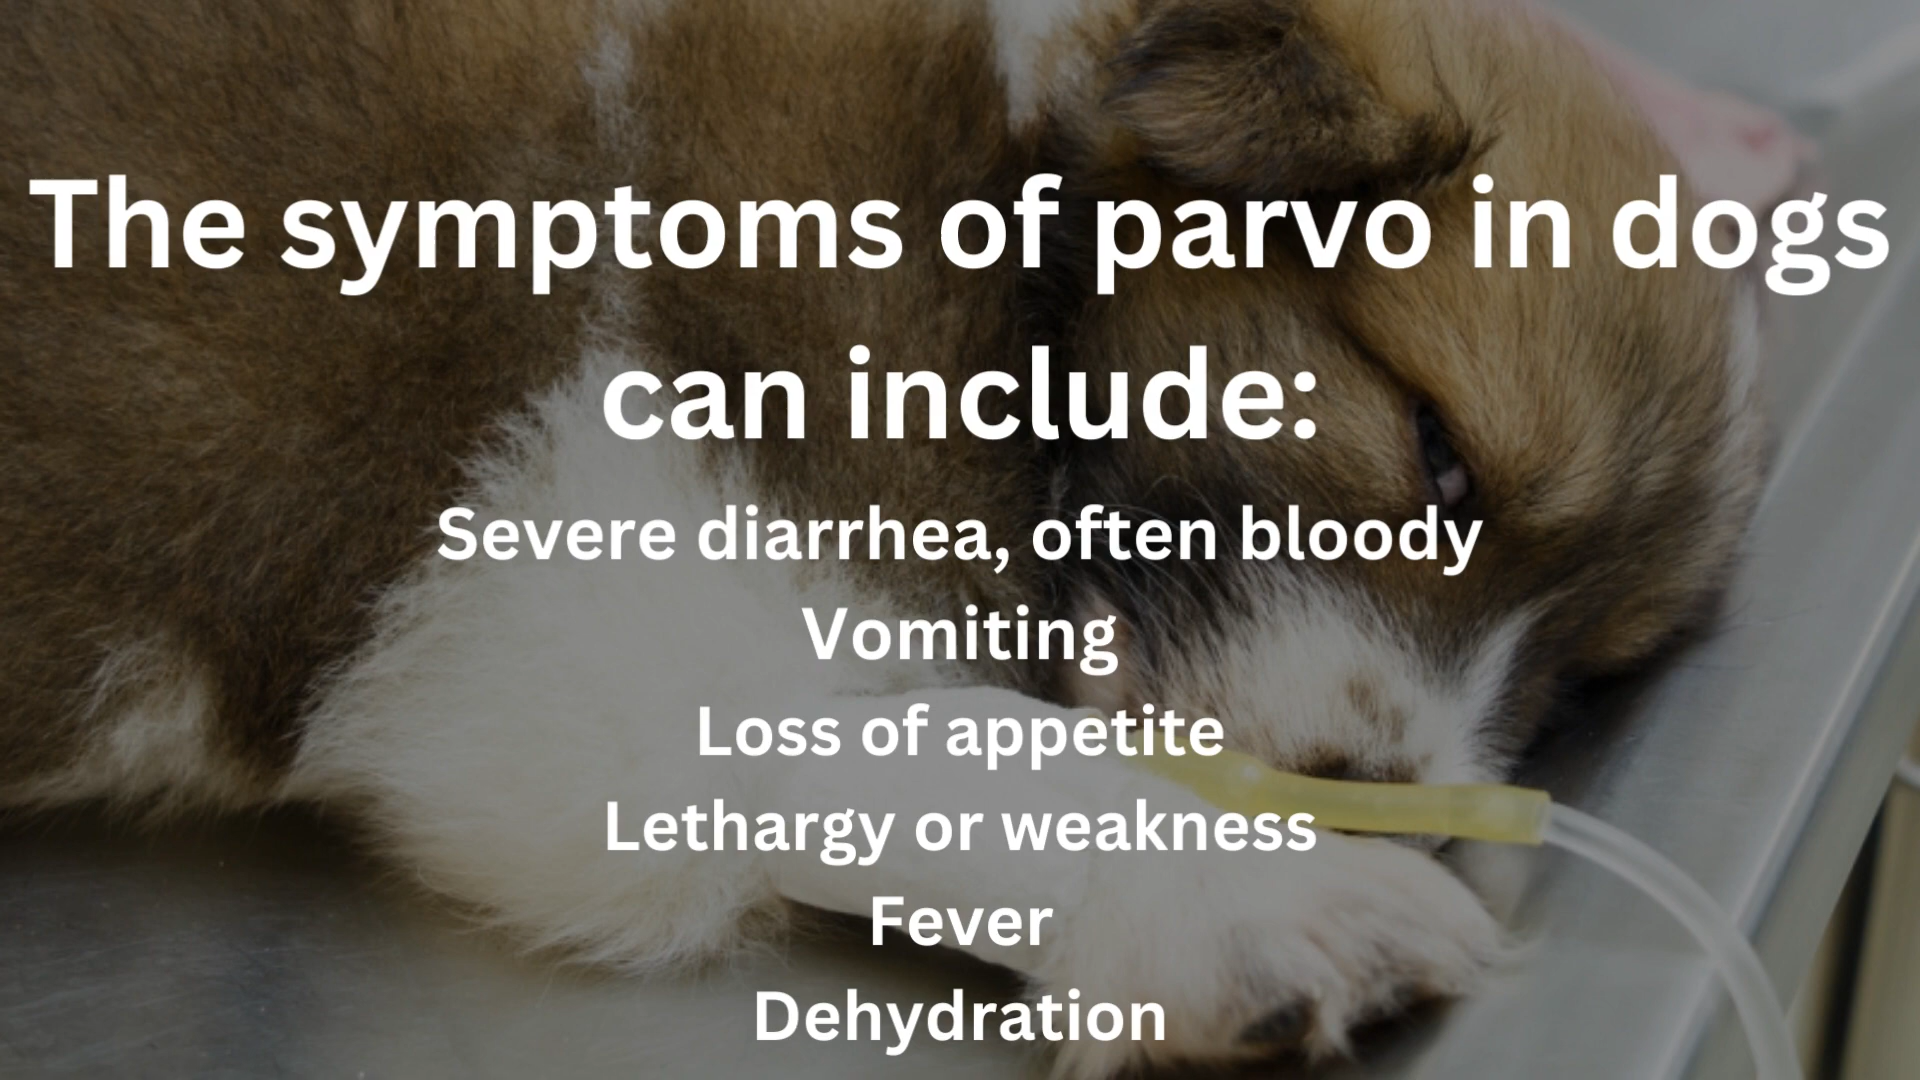 The symptoms of parvo in dogs
can include:
Severe diarrhea, often bloody
Vomiting
Loss of appetite
Lethargy or weakness
Fever
Dehydration